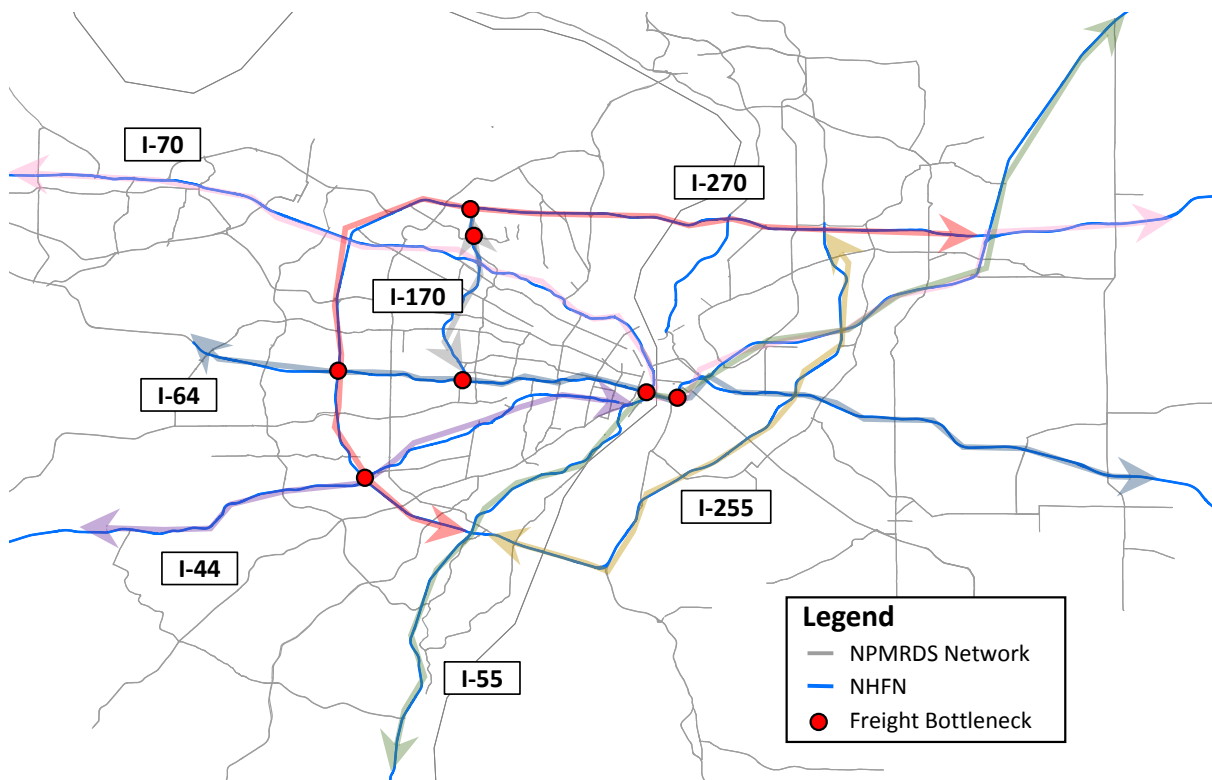 I-70
I-270
I-170
I-64
I-255
I-44
I-55
Legend
NPMRDS Network
NHFN
Freight Bottleneck